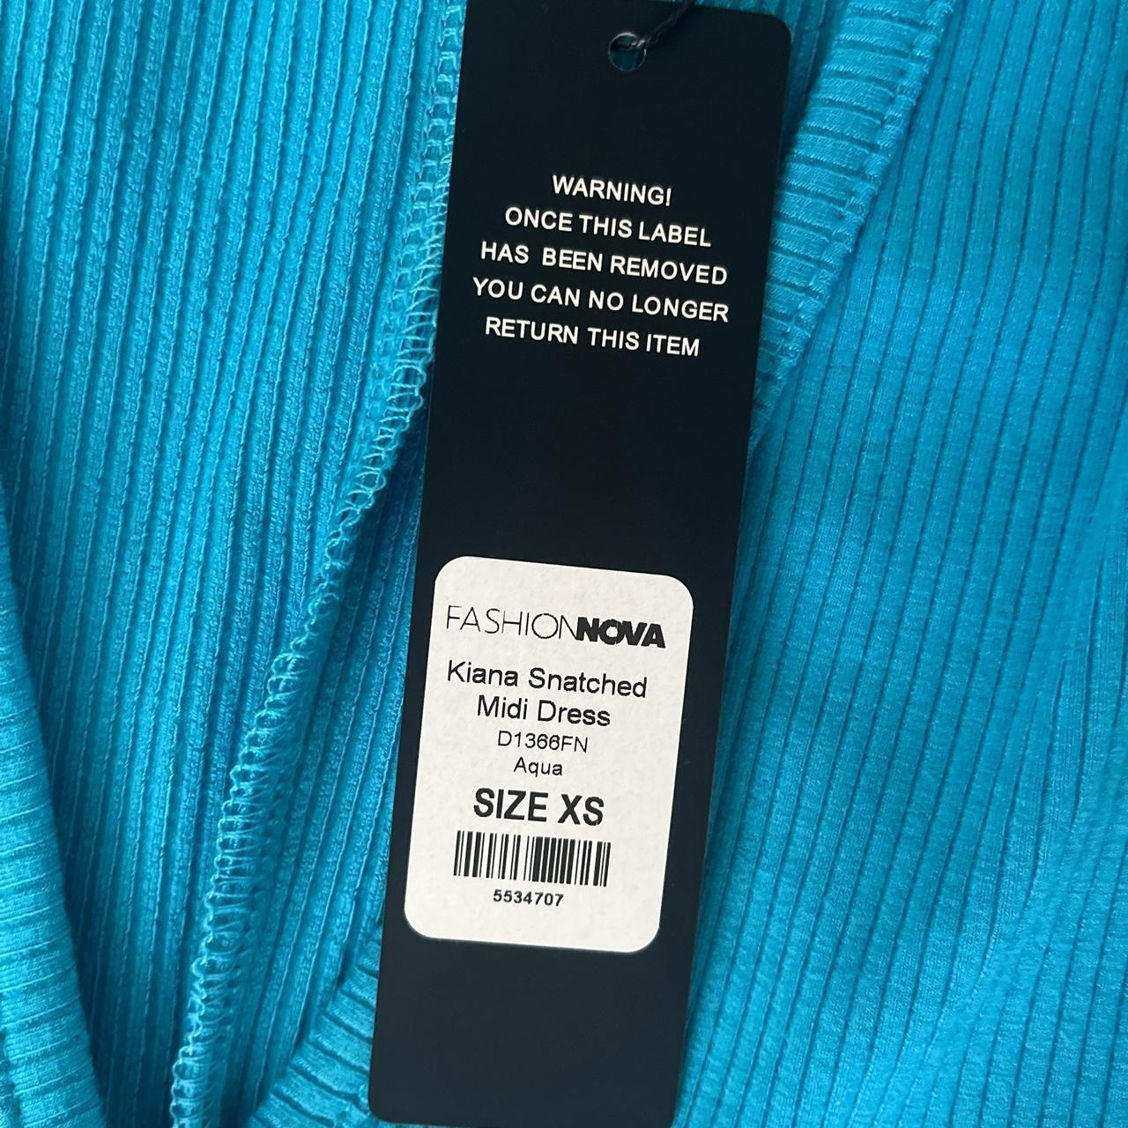 WARNING!
ONCE THIS LABEL
HAS BEEN REMOVED
YOU CAN NO LONGER
RETURN THIS ITEM
FASHIONNOVA
Kiana Snatched
Midi Dress
D1366FN
Aqua
SIZE XS
5534707